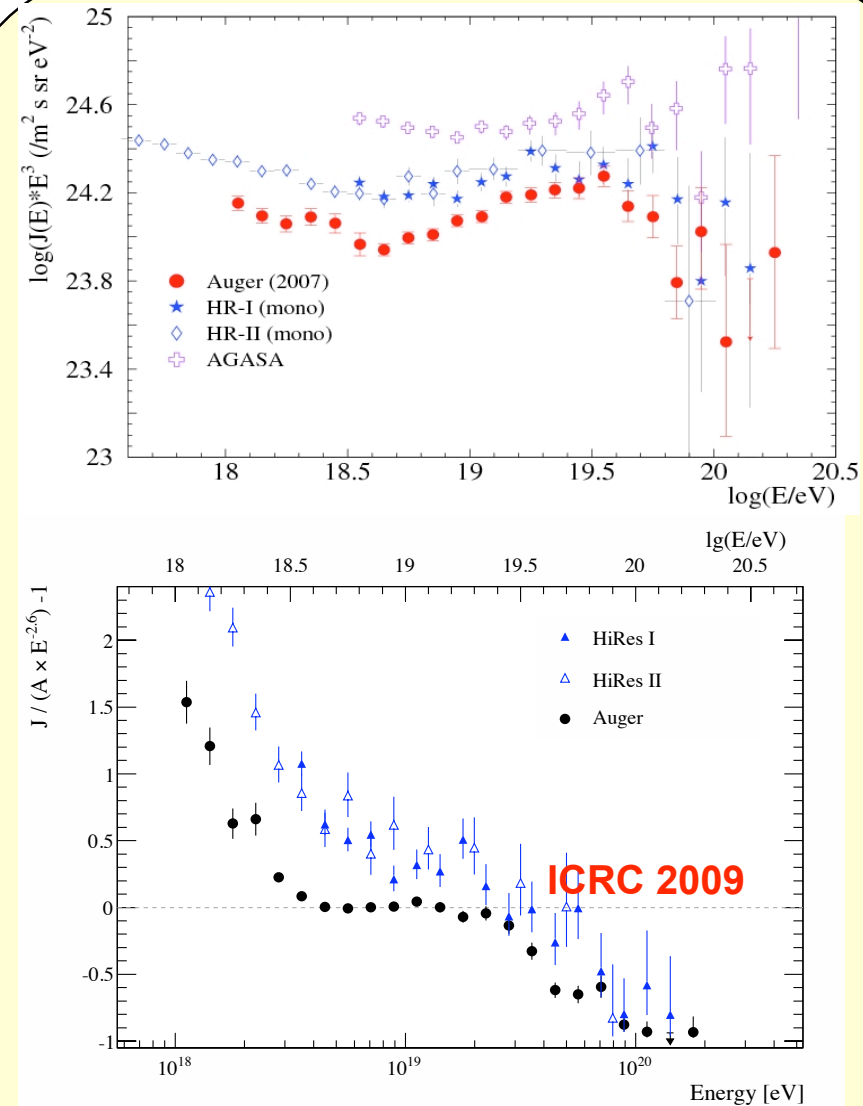 log(J(E)*E³ (/m² s sr eV⁻²)
25
24.6
24.2
23.8
23.4
23
Auger (2007)
HR-I (mono)
HR-II (mono)
AGASA
18
18.5
19
19.5
20
20.5
log(E/eV)
lg(E/eV)
18
18.5
19
19.5
20
20.5
J / (A × E⁻²·⁶) -1
2
1.5
1
0.5
0
-0.5
-1
HiRes I
HiRes II
Auger
ICRC 2009
10¹⁸
10¹⁹
10²⁰
Energy [eV]